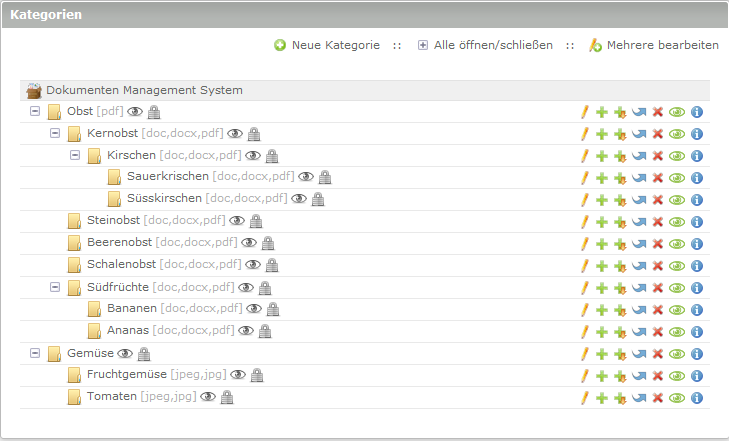 Kategorien
Neue Kategorie :: Alle öffnen/schließen :: Mehrere bearbeiten
Dokumenten Management System
Obst [pdf]
Kernobst [doc,docx,pdf]
Kirschen [doc,docx,pdf]
Sauerkrischen [doc,docx,pdf]
Süsskirschen [doc,docx,pdf]
Steinobst [doc,docx,pdf]
Beerenobst [doc,docx,pdf]
Schalenobst [doc,docx,pdf]
Südfrüchte [doc,docx,pdf]
Bananen [doc,docx,pdf]
Ananas [doc,docx,pdf]
Gemüse
Fruchtgemüse [jpeg,jpg]
Tomaten [jpeg,jpg]